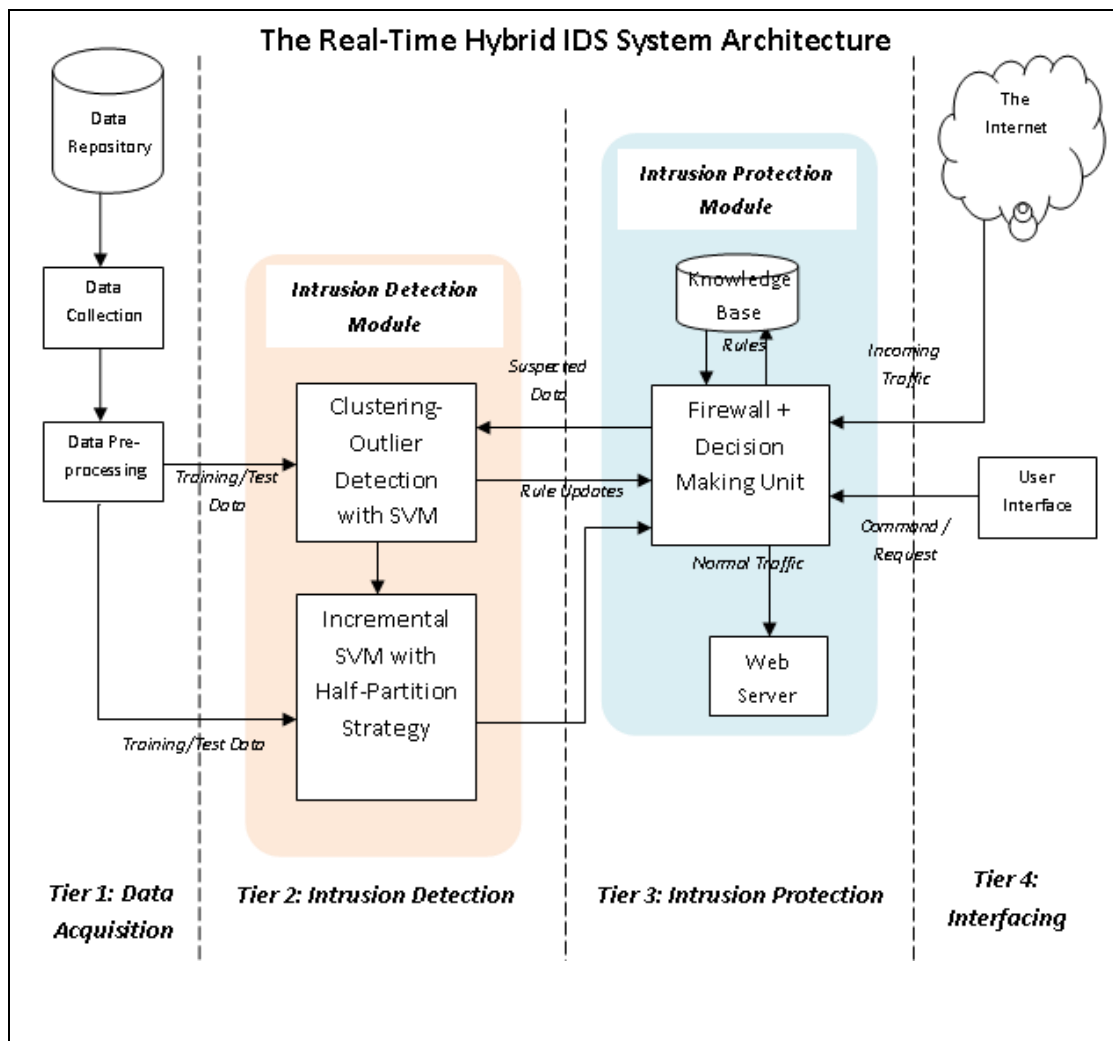 The Real-Time Hybrid IDS System Architecture
Data
Repository
Data
Collection
Data Pre-
processing
Training/Test
Data
Training/Test Data
Intrusion Detection
Module
Clustering-
Outlier
Detection
with SVM
Incremental
SVM with
Half-Partition
Strategy
Suspected
Data
Rule Updates
Intrusion Protection
Module
Knowledge
Base
Rules
Firewall +
Decision
Making Unit
Normal Traffic
Web
Server
The
Internet
Incoming
Traffic
User
Interface
Command /
Request
Tier 1: Data
Acquisition
Tier 2: Intrusion Detection
Tier 3: Intrusion Protection
Tier 4:
Interfacing